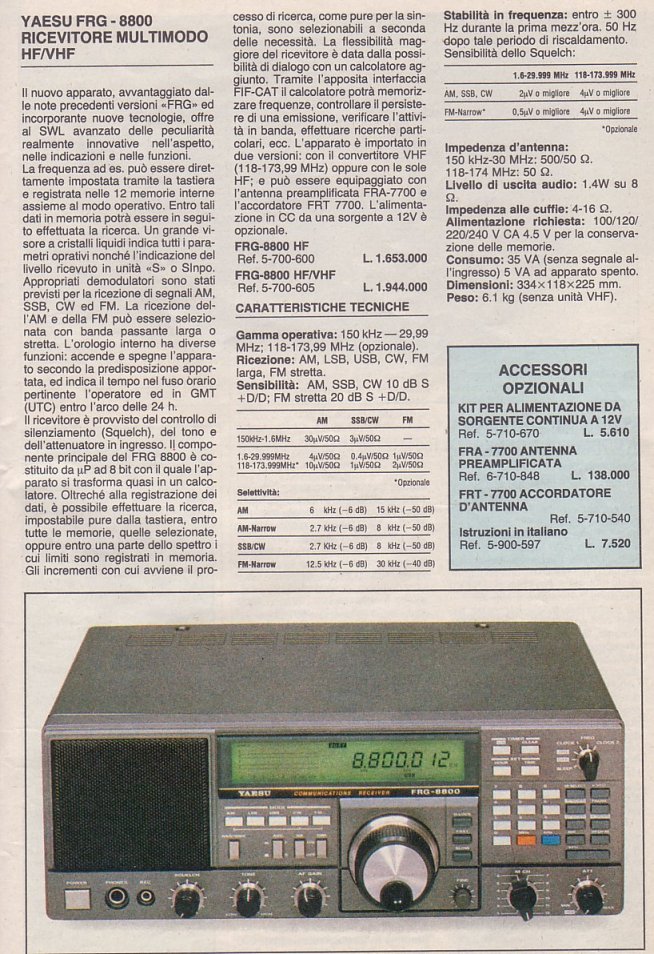 YAESU FRG - 8800
RICEVITORE MULTIMODO
HF/VHF
Il nuovo apparato, avvantaggiato dal-
le note precedenti versioni «FRG» ed
incorporante nuove tecnologie, offre
al SWL avanzato delle peculiarità
realmente innovative nell'aspetto,
nelle indicazioni e nelle funzioni.
La frequenza ad es. può essere diret-
tamente impostata tramite la tastiera
e registrata nelle 12 memorie interne
assieme al modo operativo. Entro tali
dati in memoria potrà essere in segui-
to effettuata la ricerca. Un grande vi-
sore a cristalli liquidi indica tutti i para-
metri oprativi nonché l'indicazione del
livello ricevuto in unità «S» o SInpo.
Appropriati demodulatori sono stati
previsti per la ricezione di segnali AM,
SSB, CW ed FM. La ricezione del-
l'AM e della FM può essere selezio-
nata con banda passante larga o
stretta. L'orologio interno ha diverse
funzioni: accende e spegne l'appara-
to secondo la predisposizione appor-
tata, ed indica il tempo nel fuso orario
pertinente l'operatore ed in GMT
(UTC) entro l'arco delle 24 h.
Il ricevitore è provvisto del controllo di
silenziamento (Squelch), del tono e
dell'attenuatore in ingresso. Il compo-
nente principale del FRG 8800 è co-
stituito da µP ad 8 bit con il quale l'ap-
parato si trasforma quasi in un calco-
latore. Oltreché alla registrazione dei
dati, è possibile effettuare la ricerca,
impostabile pure dalla tastiera, entro
tutte le memorie, quelle selezionate,
oppure entro una parte dello spettro i
cui limiti sono registrati in memoria.
Gli incrementi con cui avviene il pro-
cesso di ricerca, come pure per la sin-
tonia, sono selezionabili a seconda
delle necessità. La flessibilità mag-
giore del ricevitore è data dalla possi-
bilità di dialogo con un calcolatore ag-
giunto. Tramite l'apposita interfaccia
FIF-CAT il calcolatore potrà memoriz-
zare frequenze, controllare il persiste-
re di una emissione, verificare l'attivi-
tà in banda, effettuare ricerche parti-
colari, ecc. L'apparato è importato in
due versioni: con il convertitore VHF
(118-173,99 MHz) oppure con le sole
HF; e può essere equipaggiato con
l'antenna preamplificata FRA-7700 e
l'accordatore FRT 7700. L'alimenta-
zione in CC da una sorgente a 12V è
opzionale.
FRG-8800 HF
Ref. 5-700-600 L. 1.653.000
FRG-8800 HF/VHF
Ref. 5-700-605 L. 1.944.000
CARATTERISTICHE TECNICHE
Gamma operativa: 150 kHz — 29,99
MHz; 118-173,99 MHz (opzionale).
Ricezione: AM, LSB, USB, CW, FM
larga, FM stretta.
Sensibilità: AM, SSB, CW 10 dB S
+D/D; FM stretta 20 dB S +D/D.
AM SSB/CW FM
150kHz-1.6MHz 30µV/50Ω 3µV/50Ω —
1.6-29.999MHz 4µV/50Ω 0.4µV/50Ω 1µV/50Ω
118-173.999MHz* 10µV/50Ω 1µV/50Ω 2µV/50Ω
*Opzionale
Selettività:
AM 6 kHz (−6 dB) 15 kHz (−50 dB)
AM-Narrow 2.7 kHz (−6 dB) 8 kHz (−50 dB)
SSB/CW 2.7 KHz (−6 dB) 8 kHz (−50 dB)
FM-Narrow 12.5 kHz (−6 dB) 30 kHz (−40 dB)
Stabilità in frequenza: entro ± 300
Hz durante la prima mezz'ora. 50 Hz
dopo tale periodo di riscaldamento.
Sensibilità dello Squelch:
1.6-29.999 MHz 118-173.999 MHz
AM, SSB, CW 2µV o migliore 4µV o migliore
FM-Narrow* 0,5µV o migliore 4µV o migliore
*Opzionale
Impedenza d'antenna:
150 kHz-30 MHz: 500/50 Ω.
118-174 MHz: 50 Ω.
Livello di uscita audio: 1.4W su 8
Ω.
Impedenza alle cuffie: 4-16 Ω.
Alimentazione richiesta: 100/120/
220/240 V CA 4.5 V per la conserva-
zione delle memorie.
Consumo: 35 VA (senza segnale al-
l'ingresso) 5 VA ad apparato spento.
Dimensioni: 334×118×225 mm.
Peso: 6.1 kg (senza unità VHF).
ACCESSORI
OPZIONALI
KIT PER ALIMENTAZIONE DA
SORGENTE CONTINUA A 12V
Ref. 5-710-670 L. 5.610
FRA - 7700 ANTENNA
PREAMPLIFICATA
Ref. 6-710-848 L. 138.000
FRT - 7700 ACCORDATORE
D'ANTENNA
Ref. 5-710-540
Istruzioni in italiano
Ref. 5-900-597 L. 7.520
8.800.0 12
YAESU COMMUNICATIONS RECEIVER FRG-8800
MODE
TIMER
CLOCK 1 FREQ CLOCK 2
SLEEP
POWER PHONES REC SQUELCH TONE AF GAIN
FINE
M CH
ATT